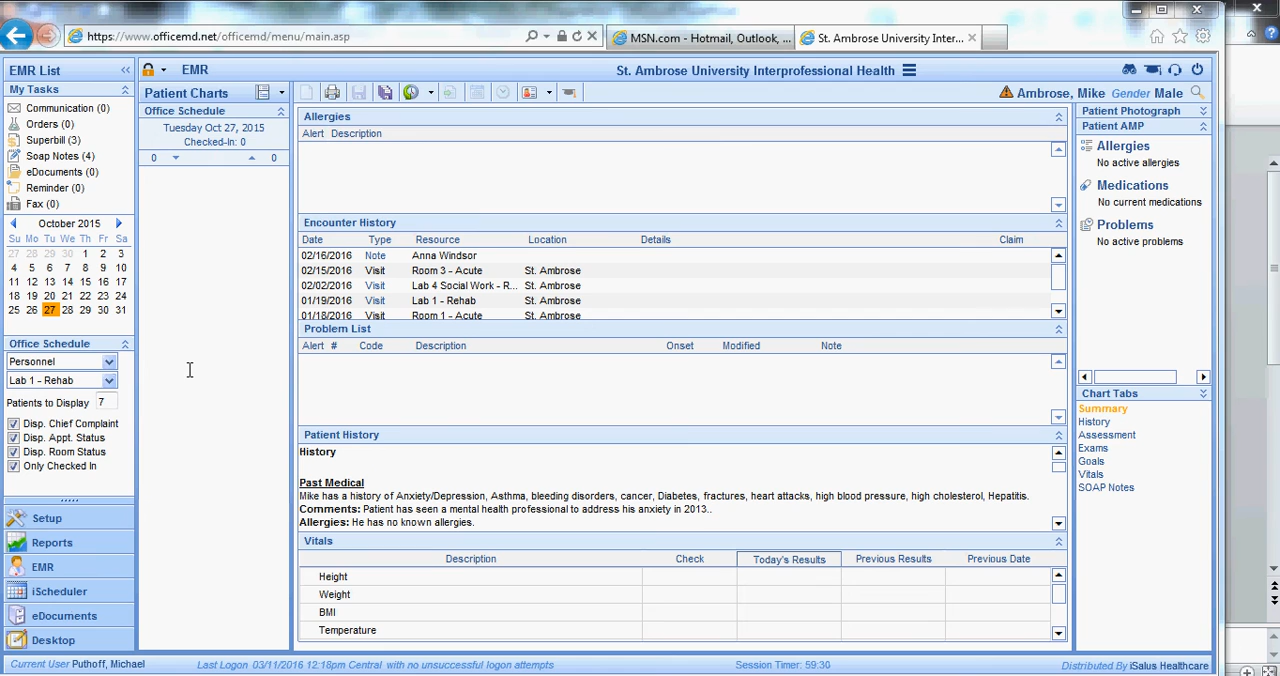 https://www.officemd.net/officemd/menu/main.asp
MSN.com - Hotmail, Outlook, ...
St. Ambrose University Inter...
EMR List
EMR
St. Ambrose University Interprofessional Health
My Tasks
Communication (0)
Orders (0)
Superbill (3)
Soap Notes (4)
eDocuments (0)
Reminder (0)
Fax (0)
October 2015
Su Mo Tu We Th Fr Sa
27 28 29 30 1 2 3
4 5 6 7 8 9 10
11 12 13 14 15 16 17
18 19 20 21 22 23 24
25 26 27 28 29 30 31
Office Schedule
Personnel
Lab 1 - Rehab
Patients to Display 7
Disp. Chief Complaint
Disp. Appt. Status
Disp. Room Status
Only Checked In
Setup
Reports
EMR
iScheduler
eDocuments
Desktop
Patient Charts
Office Schedule
Tuesday Oct 27, 2015
Checked-In: 0
0 0
Ambrose, Mike Gender Male
Allergies
Alert Description
Encounter History
Date Type Resource Location Details Claim
02/16/2016 Note Anna Windsor
02/15/2016 Visit Room 3 - Acute St. Ambrose
02/02/2016 Visit Lab 4 Social Work - R... St. Ambrose
01/19/2016 Visit Lab 1 - Rehab St. Ambrose
01/18/2016 Visit Room 1 - Acute St. Ambrose
Problem List
Alert # Code Description Onset Modified Note
Patient History
History
Past Medical
Mike has a history of Anxiety/Depression, Asthma, bleeding disorders, cancer, Diabetes, fractures, heart attacks, high blood pressure, high cholesterol, Hepatitis.
Comments: Patient has seen a mental health professional to address his anxiety in 2013..
Allergies: He has no known allergies.
Vitals
Description Check Today's Results Previous Results Previous Date
Height
Weight
BMI
Temperature
Patient Photograph
Patient AMP
Allergies
No active allergies
Medications
No current medications
Problems
No active problems
Chart Tabs
Summary
History
Assessment
Exams
Goals
Vitals
SOAP Notes
Current User Puthoff, Michael
Last Logon 03/11/2016 12:18pm Central with no unsuccessful logon attempts
Session Timer: 59:30
Distributed By iSalus Healthcare